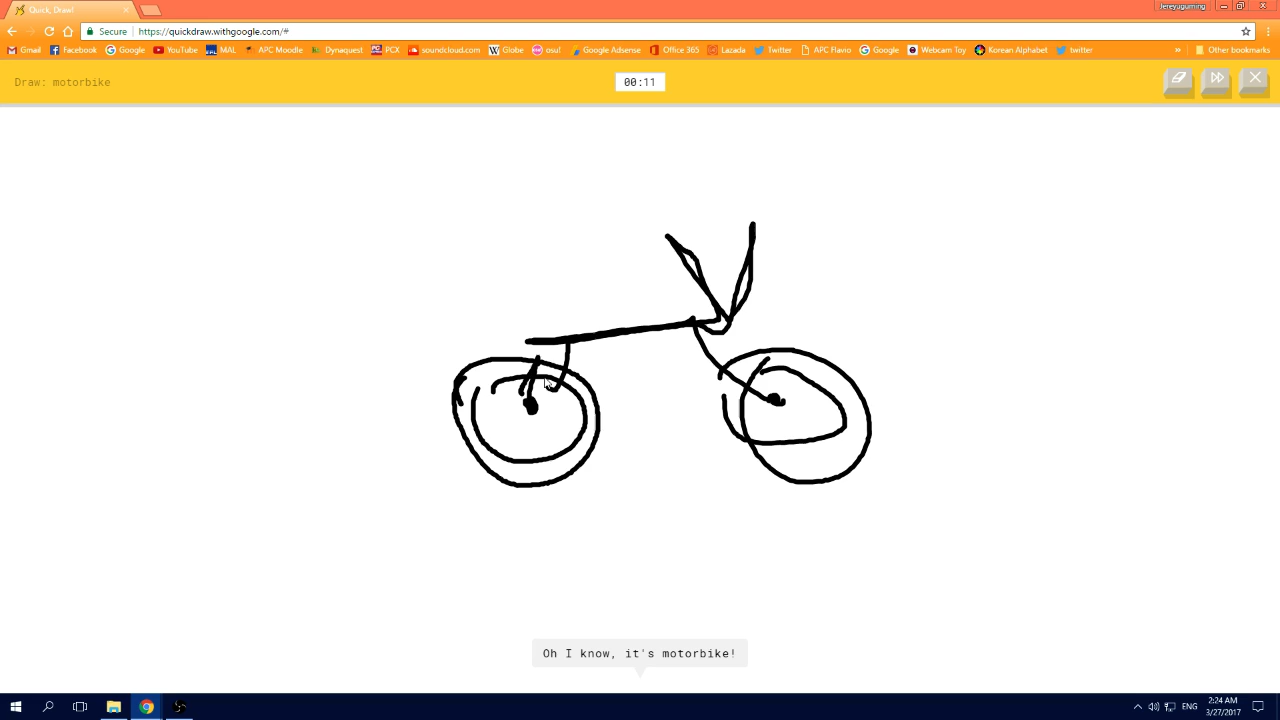 Quick, Draw!
Jereyuguming
Secure
https://quickdraw.withgoogle.com/#
Gmail Facebook Google YouTube MAL APC Moodle Dynaquest PCX soundcloud.com Globe osu! Google Adsense Office 365 Lazada Twitter APC Flavio Google Webcam Toy Korean Alphabet twitter » Other bookmarks
Draw: motorbike
00:11
Oh I know, it's motorbike!
ENG
2:24 AM
3/27/2017